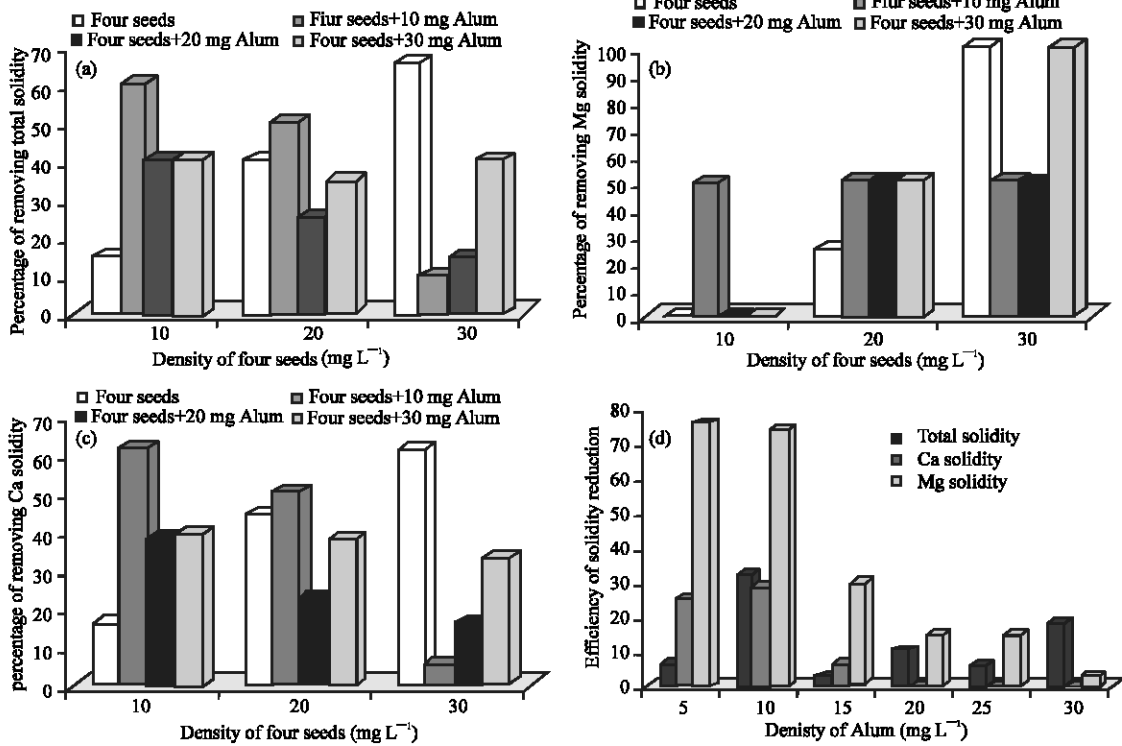 Four seeds
Fiur seeds+10 mg Alum
Four seeds+20 mg Alum
Four seeds+30 mg Alum
(a)
Percentage of removing total solidity
70
60
50
40
30
20
10
0
10
20
30
Density of four seeds (mg L⁻¹)
Four seeds
Fiur seeds+10 mg Alum
Four seeds+20 mg Alum
Four seeds+30 mg Alum
(b)
Percentage of removing Mg solidity
100
90
80
70
60
50
40
30
20
10
0
10
20
30
Density of four seeds (mg L⁻¹)
Four seeds
Four seeds+10 mg Alum
Four seeds+20 mg Alum
Four seeds+30 mg Alum
(c)
percentage of removing Ca solidity
70
60
50
40
30
20
10
0
10
20
30
Density of four seeds (mg L⁻¹)
(d)
Total solidity
Ca solidity
Mg solidity
Efficiency of solidity reduction
80
70
60
50
40
30
20
10
0
5
10
15
20
25
30
Denisty of Alum (mg L⁻¹)